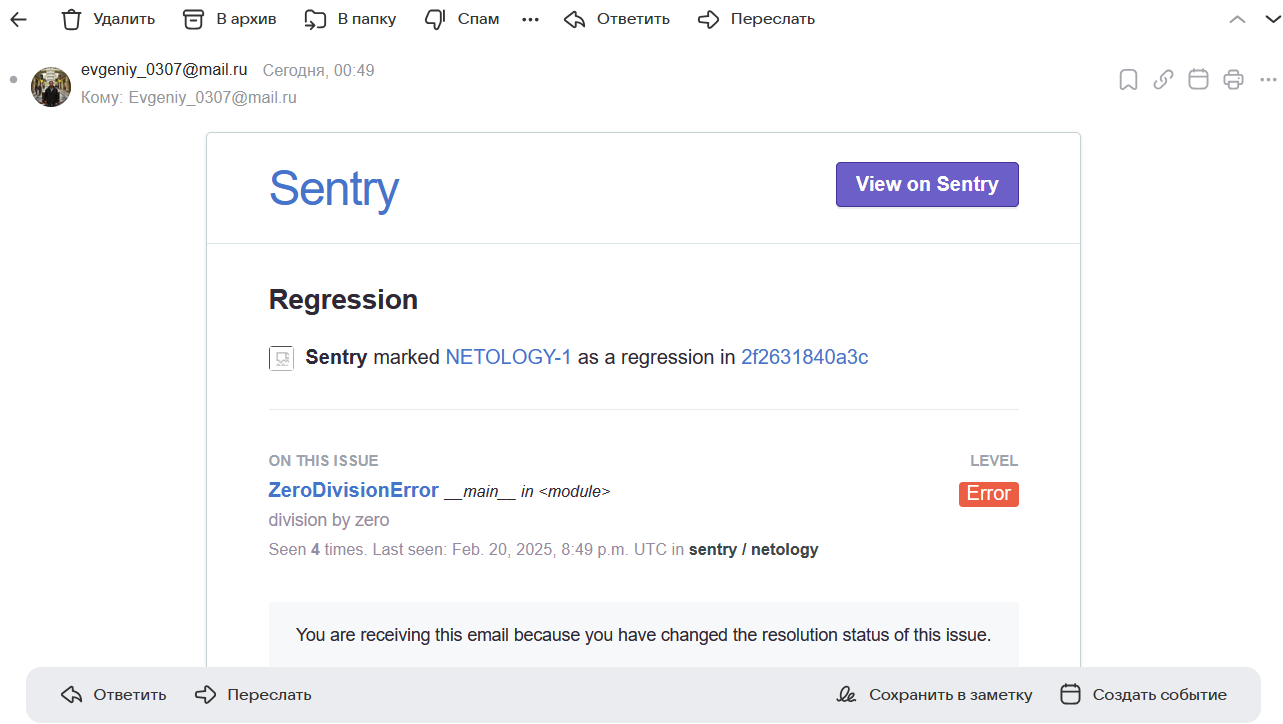 Удалить В архив В папку Спам ••• Ответить Переслать
evgeniy_0307@mail.ru Сегодня, 00:49
Кому: Evgeniy_0307@mail.ru
Sentry
View on Sentry
Regression
Sentry marked NETOLOGY-1 as a regression in 2f2631840a3c
ON THIS ISSUE LEVEL
ZeroDivisionError __main__ in <module> Error
division by zero
Seen 4 times. Last seen: Feb. 20, 2025, 8:49 p.m. UTC in sentry / netology
You are receiving this email because you have changed the resolution status of this issue.
Ответить Переслать Сохранить в заметку Создать событие